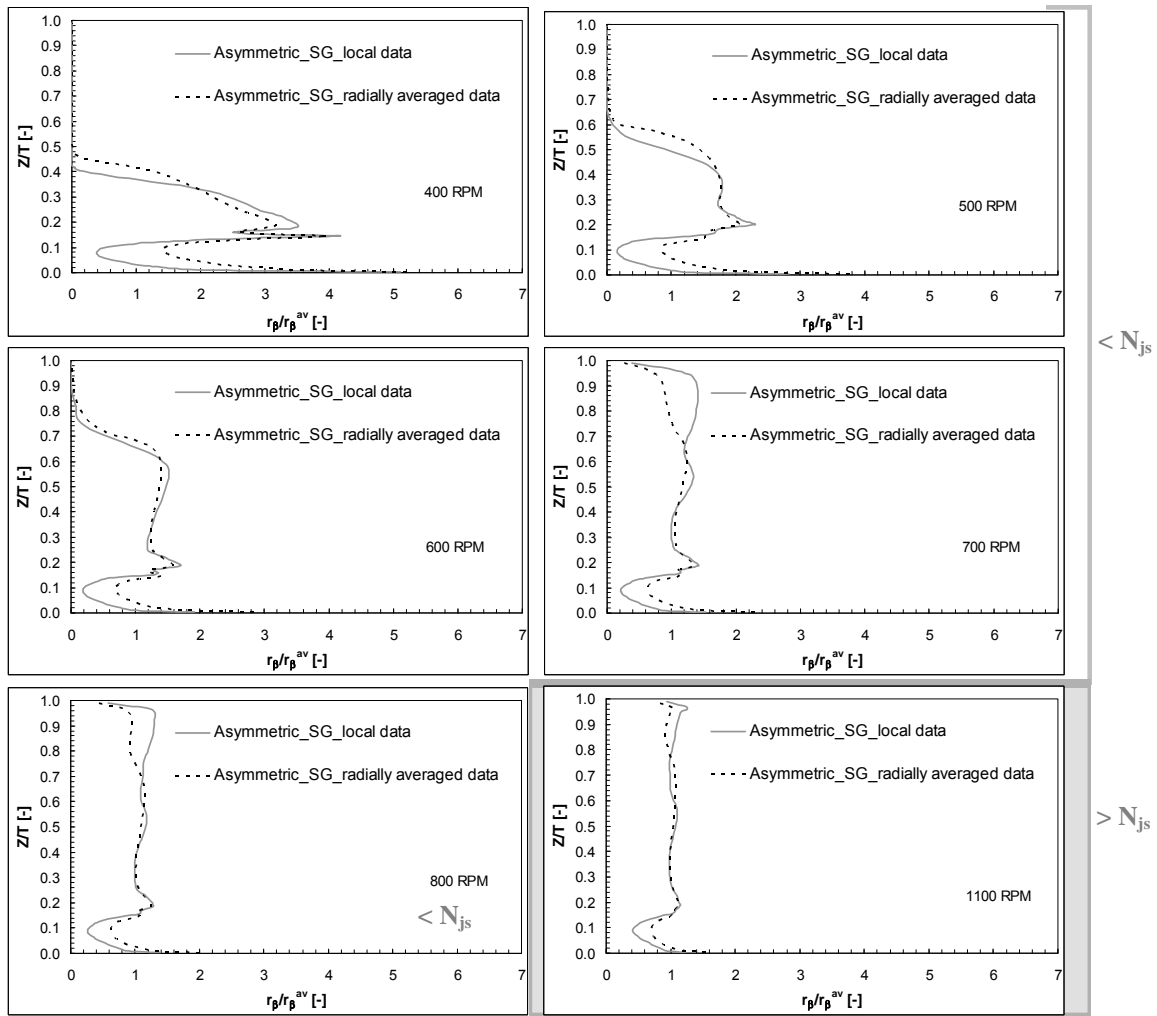 1.0
0.9
0.8
0.7
0.6
0.5
0.4
0.3
0.2
0.1
0.0
Z/T [-]
Asymmetric_SG_local data
Asymmetric_SG_radially averaged data
400 RPM
0 1 2 3 4 5 6 7
rβ/rβ^av [-]
1.0
0.9
0.8
0.7
0.6
0.5
0.4
0.3
0.2
0.1
0.0
Z/T [-]
Asymmetric_SG_local data
Asymmetric_SG_radially averaged data
500 RPM
0 1 2 3 4 5 6 7
rβ/rβ^av [-]
< Njs
1.0
0.9
0.8
0.7
0.6
0.5
0.4
0.3
0.2
0.1
0.0
Z/T [-]
Asymmetric_SG_local data
Asymmetric_SG_radially averaged data
600 RPM
0 1 2 3 4 5 6 7
rβ/rβ^av [-]
1.0
0.9
0.8
0.7
0.6
0.5
0.4
0.3
0.2
0.1
0.0
Z/T [-]
Asymmetric_SG_local data
Asymmetric_SG_radially averaged data
700 RPM
0 1 2 3 4 5 6 7
rβ/rβ^av [-]
1.0
0.9
0.8
0.7
0.6
0.5
0.4
0.3
0.2
0.1
0.0
Z/T [-]
Asymmetric_SG_local data
Asymmetric_SG_radially averaged data
800 RPM
< Njs
0 1 2 3 4 5 6 7
rβ/rβ^av [-]
1.0
0.9
0.8
0.7
0.6
0.5
0.4
0.3
0.2
0.1
0.0
Z/T [-]
Asymmetric_SG_local data
Asymmetric_SG_radially averaged data
1100 RPM
0 1 2 3 4 5 6 7
rβ/rβ^av [-]
> Njs